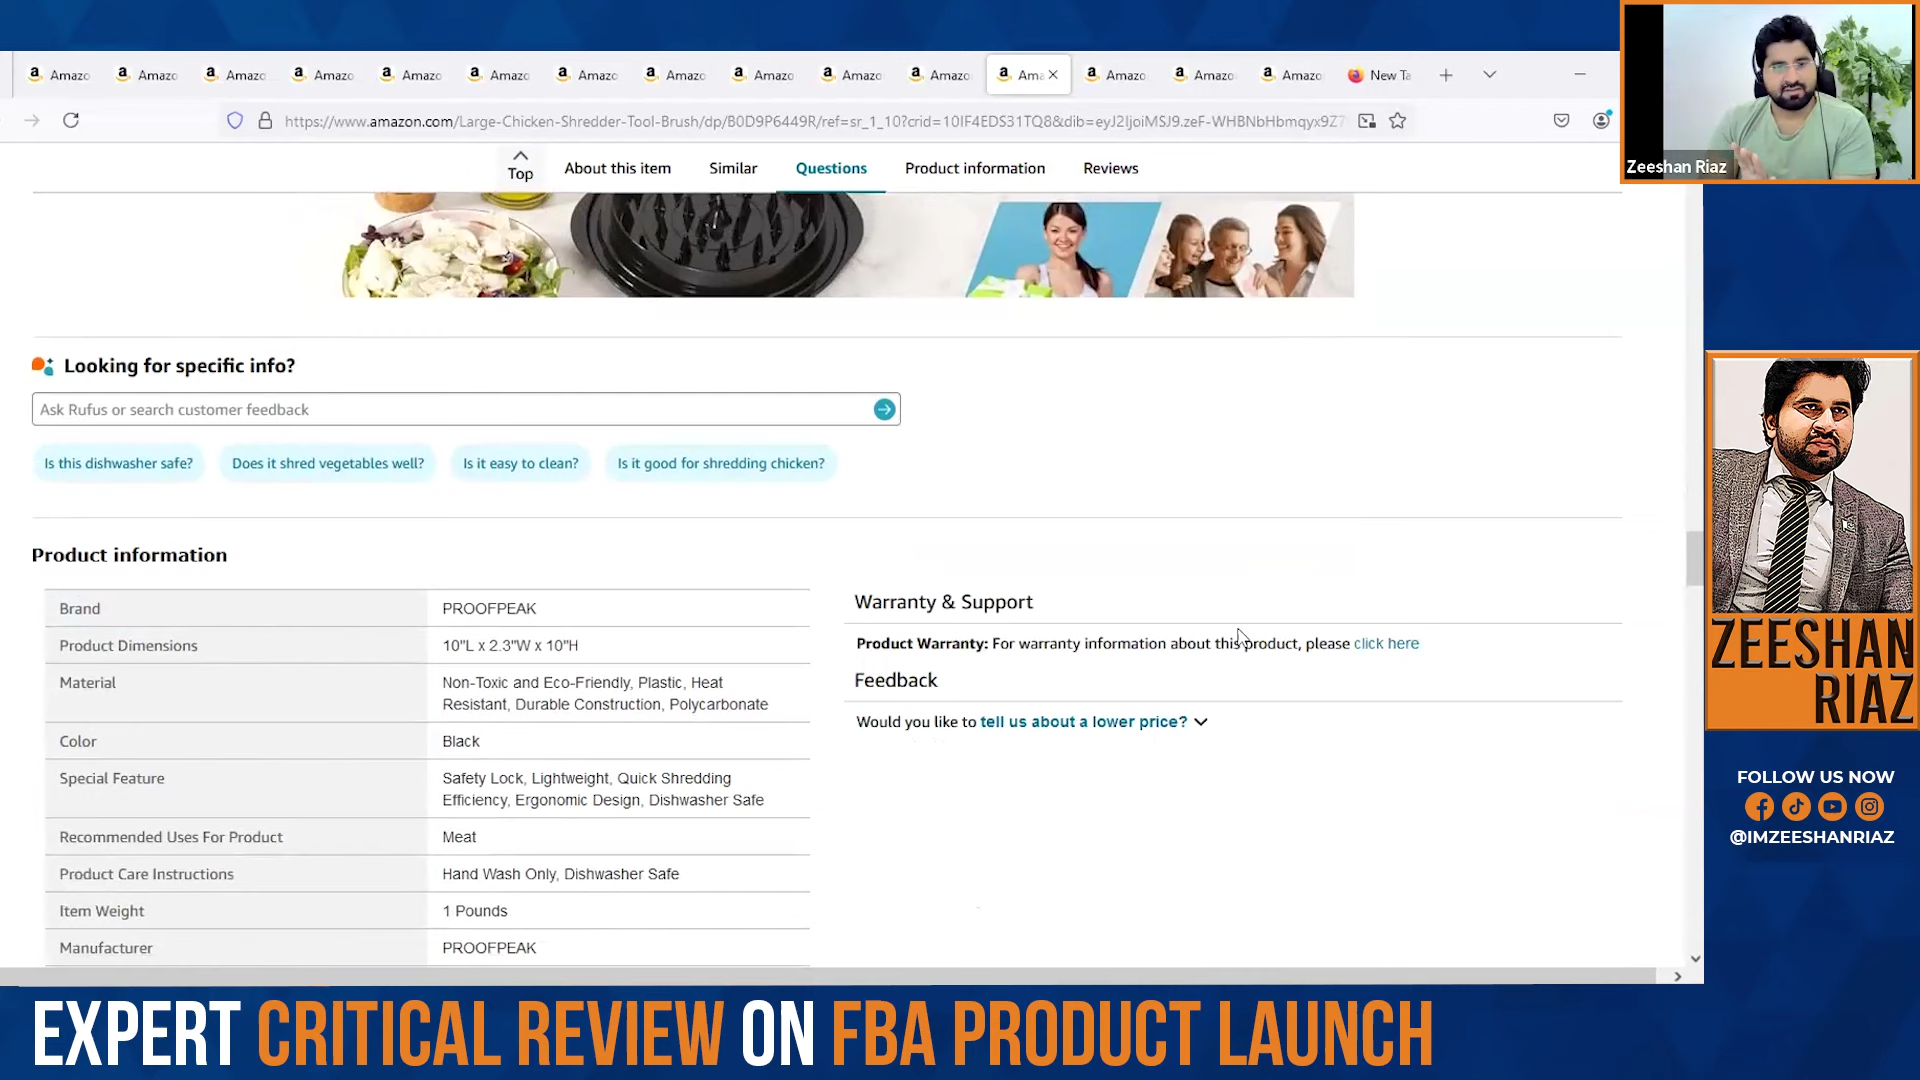 Amazo
Amazo
Amazo
Amazo
Amazo
Amazo
Amazo
Amazo
Amazo
Amazo
Amazo
Ama
Amazo
Amazo
Amazo
New Ta
https://www.amazon.com/Large-Chicken-Shredder-Tool-Brush/dp/B0D9P6449R/ref=sr_1_10?crid=10IF4EDS31TQ8&dib=eyJ2IjoiMSJ9.zeF-WHBNbHbmqyx9Z7
Zeeshan Riaz
Top
About this item
Similar
Questions
Product information
Reviews
Looking for specific info?
Ask Rufus or search customer feedback
Is this dishwasher safe?
Does it shred vegetables well?
Is it easy to clean?
Is it good for shredding chicken?
Product information
Brand PROOFPEAK
Product Dimensions 10"L x 2.3"W x 10"H
Material Non-Toxic and Eco-Friendly, Plastic, Heat
Resistant, Durable Construction, Polycarbonate
Color Black
Special Feature Safety Lock, Lightweight, Quick Shredding
Efficiency, Ergonomic Design, Dishwasher Safe
Recommended Uses For Product Meat
Product Care Instructions Hand Wash Only, Dishwasher Safe
Item Weight 1 Pounds
Manufacturer PROOFPEAK
Warranty & Support
Product Warranty: For warranty information about this product, please click here
Feedback
Would you like to tell us about a lower price?
ZEESHAN
RIAZ
FOLLOW US NOW
@IMZEESHANRIAZ
EXPERT CRITICAL REVIEW ON FBA PRODUCT LAUNCH